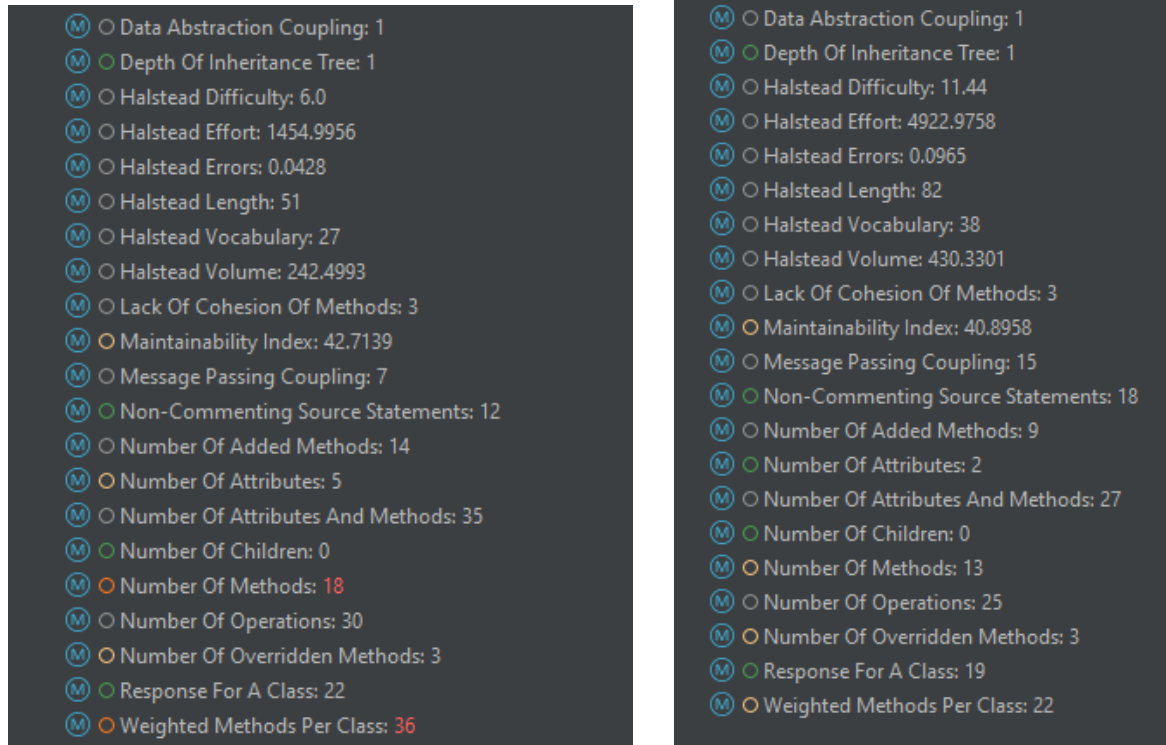 Data Abstraction Coupling: 1
Depth Of Inheritance Tree: 1
Halstead Difficulty: 6.0
Halstead Effort: 1454.9956
Halstead Errors: 0.0428
Halstead Length: 51
Halstead Vocabulary: 27
Halstead Volume: 242.4993
Lack Of Cohesion Of Methods: 3
Maintainability Index: 42.7139
Message Passing Coupling: 7
Non-Commenting Source Statements: 12
Number Of Added Methods: 14
Number Of Attributes: 5
Number Of Attributes And Methods: 35
Number Of Children: 0
Number Of Methods: 18
Number Of Operations: 30
Number Of Overridden Methods: 3
Response For A Class: 22
Weighted Methods Per Class: 36
Data Abstraction Coupling: 1
Depth Of Inheritance Tree: 1
Halstead Difficulty: 11.44
Halstead Effort: 4922.9758
Halstead Errors: 0.0965
Halstead Length: 82
Halstead Vocabulary: 38
Halstead Volume: 430.3301
Lack Of Cohesion Of Methods: 3
Maintainability Index: 40.8958
Message Passing Coupling: 15
Non-Commenting Source Statements: 18
Number Of Added Methods: 9
Number Of Attributes: 2
Number Of Attributes And Methods: 27
Number Of Children: 0
Number Of Methods: 13
Number Of Operations: 25
Number Of Overridden Methods: 3
Response For A Class: 19
Weighted Methods Per Class: 22